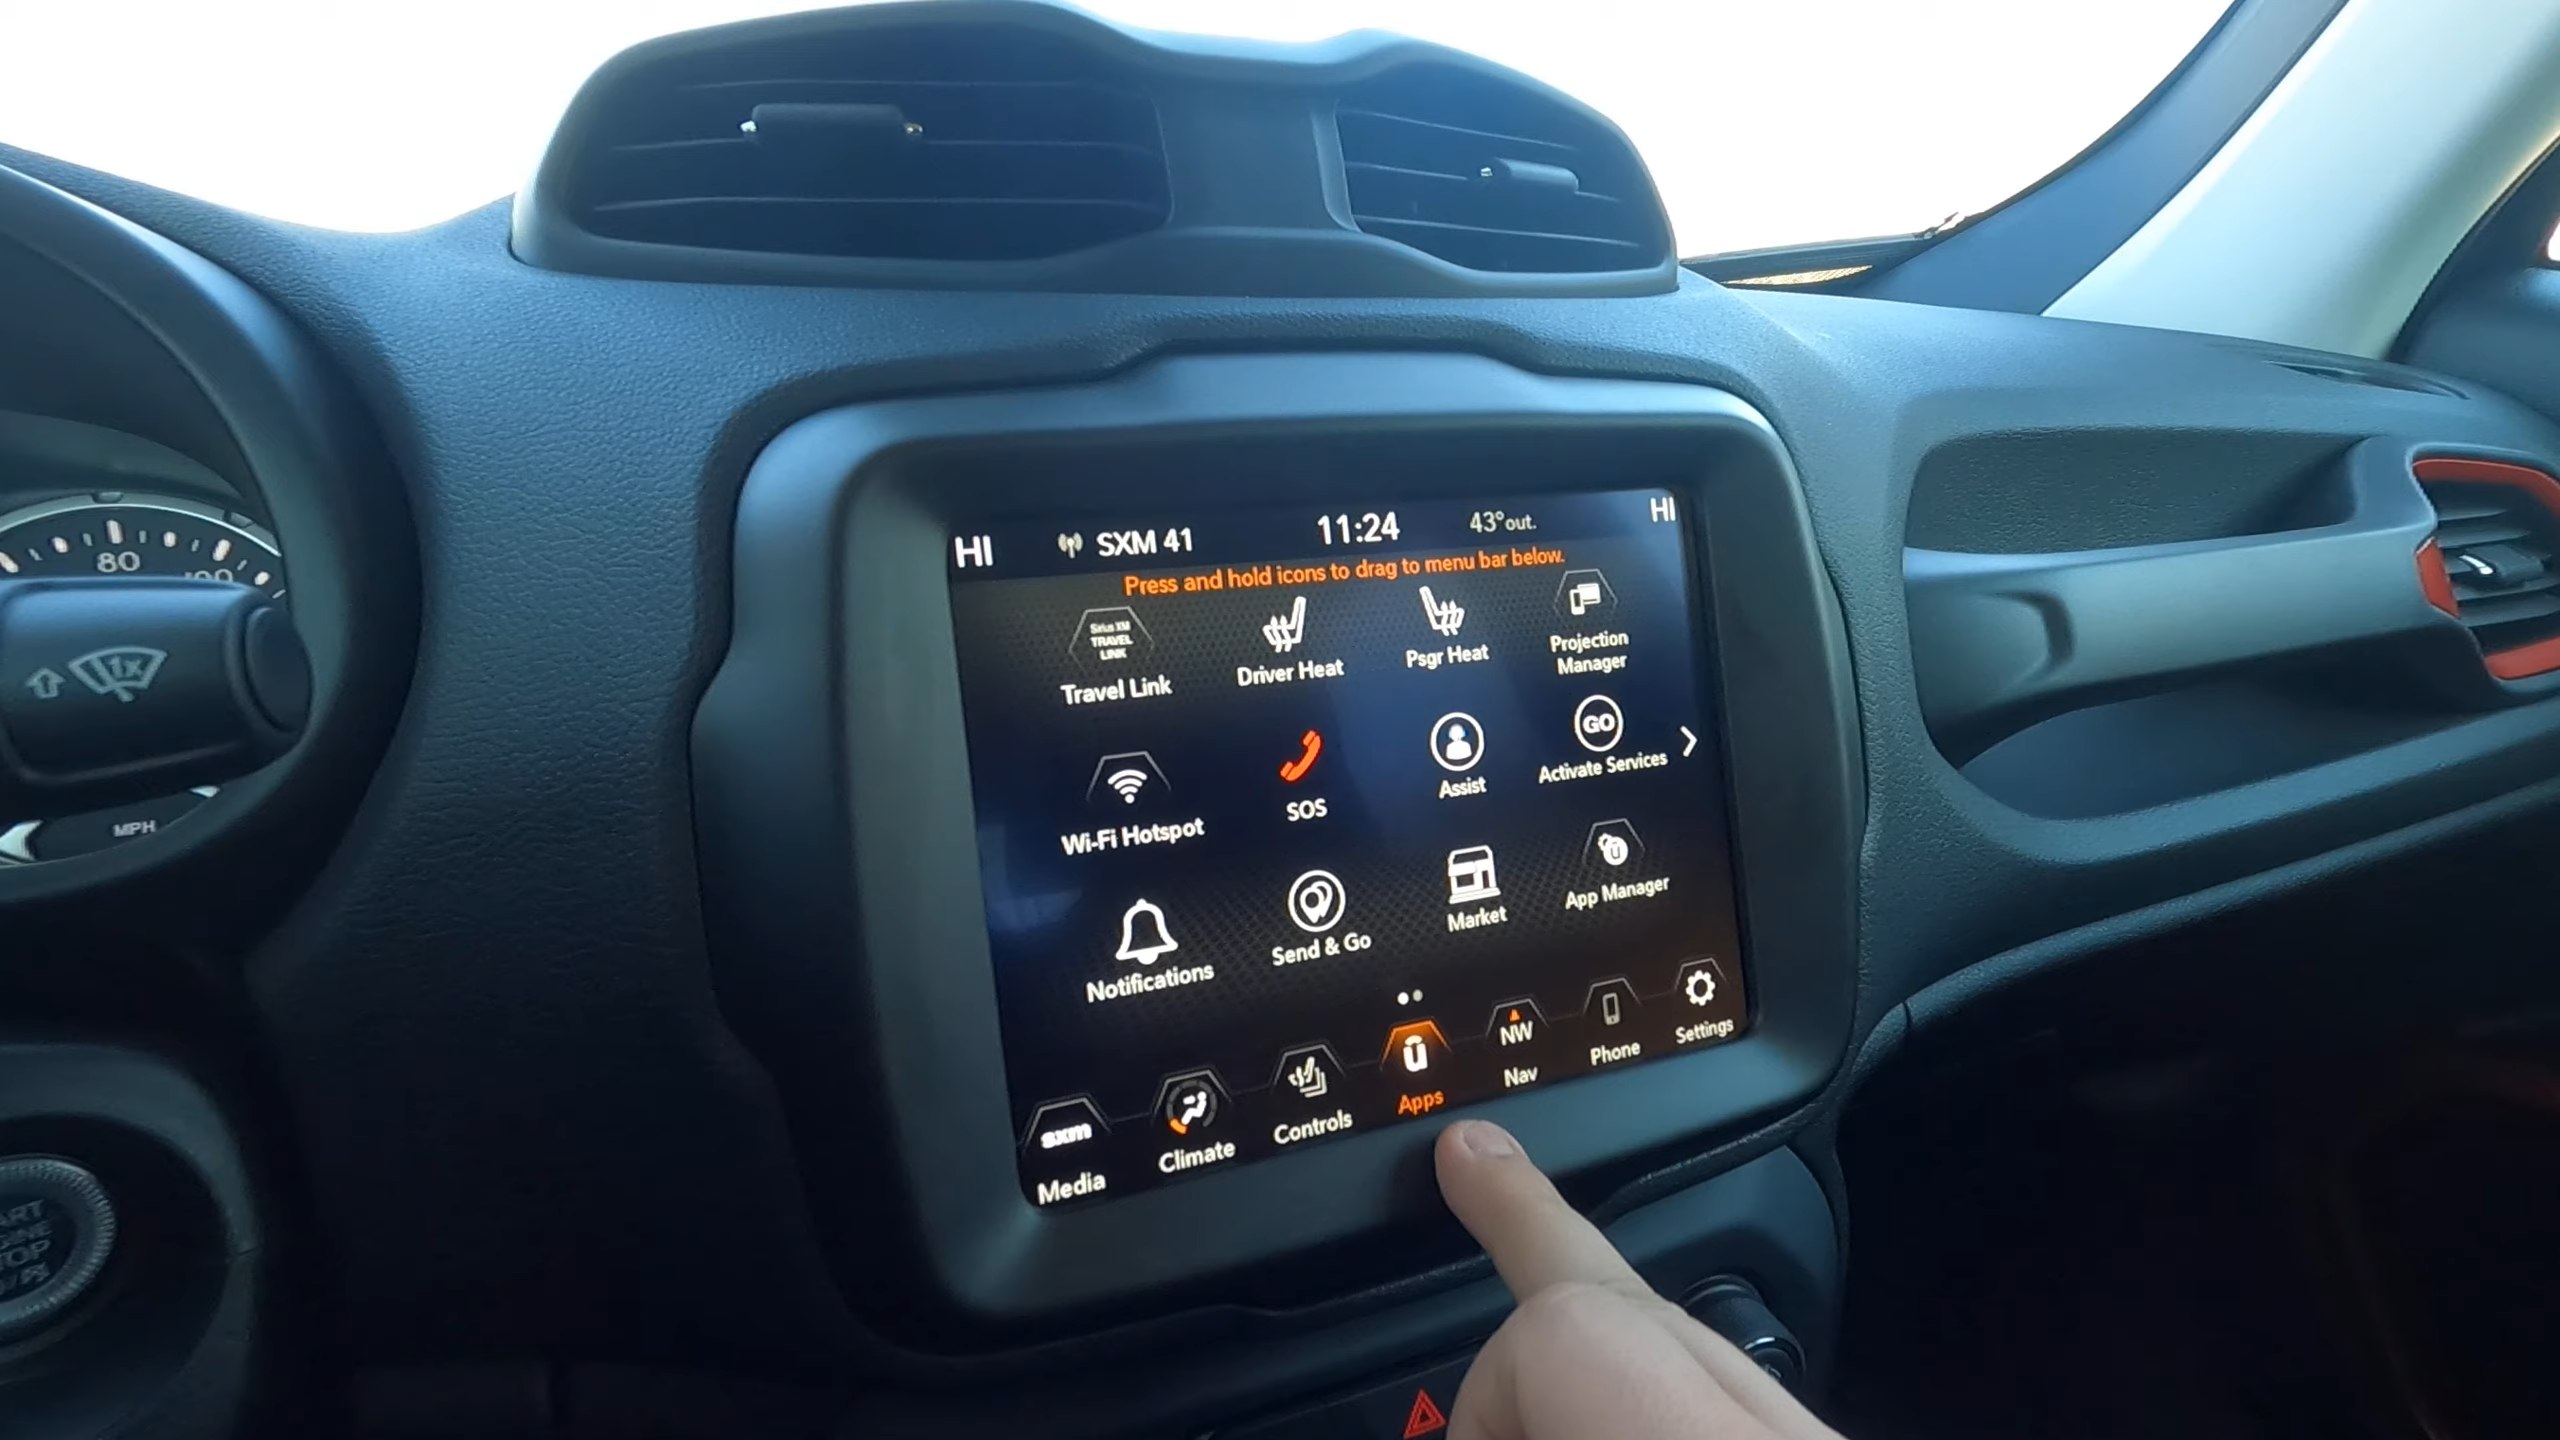 HI
SXM 41
11:24
43°out.
HI
Press and hold icons to drag to menu bar below.
Sirius XM
TRAVEL
LINK
Travel Link
Driver Heat
Psgr Heat
Projection
Manager
Wi-Fi Hotspot
SOS
Assist
GO
Activate Services
Notifications
Send & Go
Market
App Manager
sxm
Media
Climate
Controls
Apps
NW
Nav
Phone
Settings
80
1x
MPH